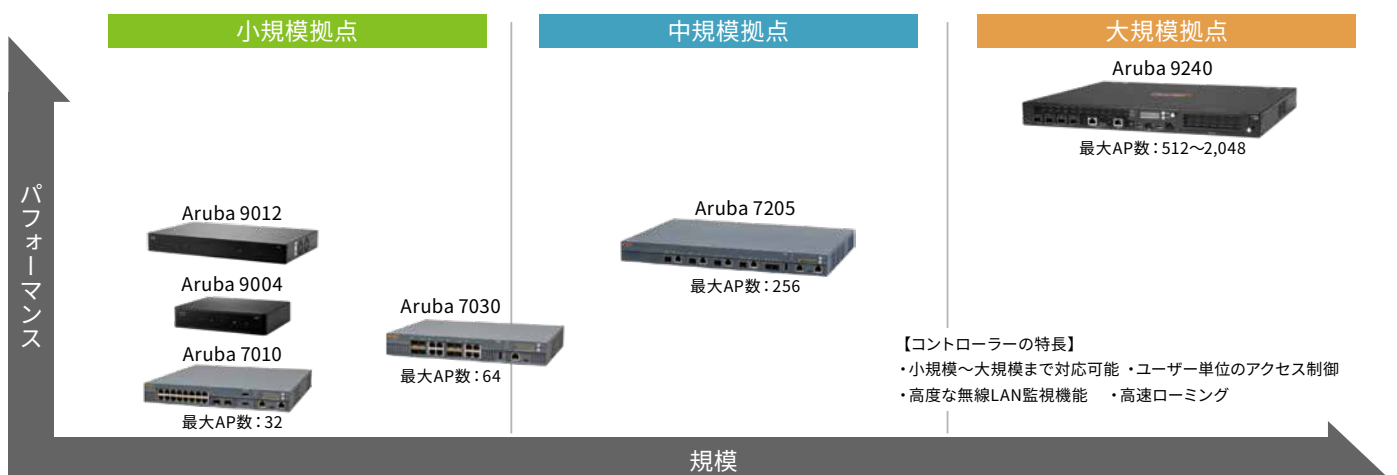 小規模拠点
中規模拠点
大規模拠点
Aruba 9240
最大AP数:512〜2,048
パフォーマンス
Aruba 9012
Aruba 9004
Aruba 7010
最大AP数:32
Aruba 7030
最大AP数:64
Aruba 7205
最大AP数:256
【コントローラーの特長】
・小規模〜大規模まで対応可能 ・ユーザー単位のアクセス制御
・高度な無線LAN監視機能 ・高速ローミング
規模